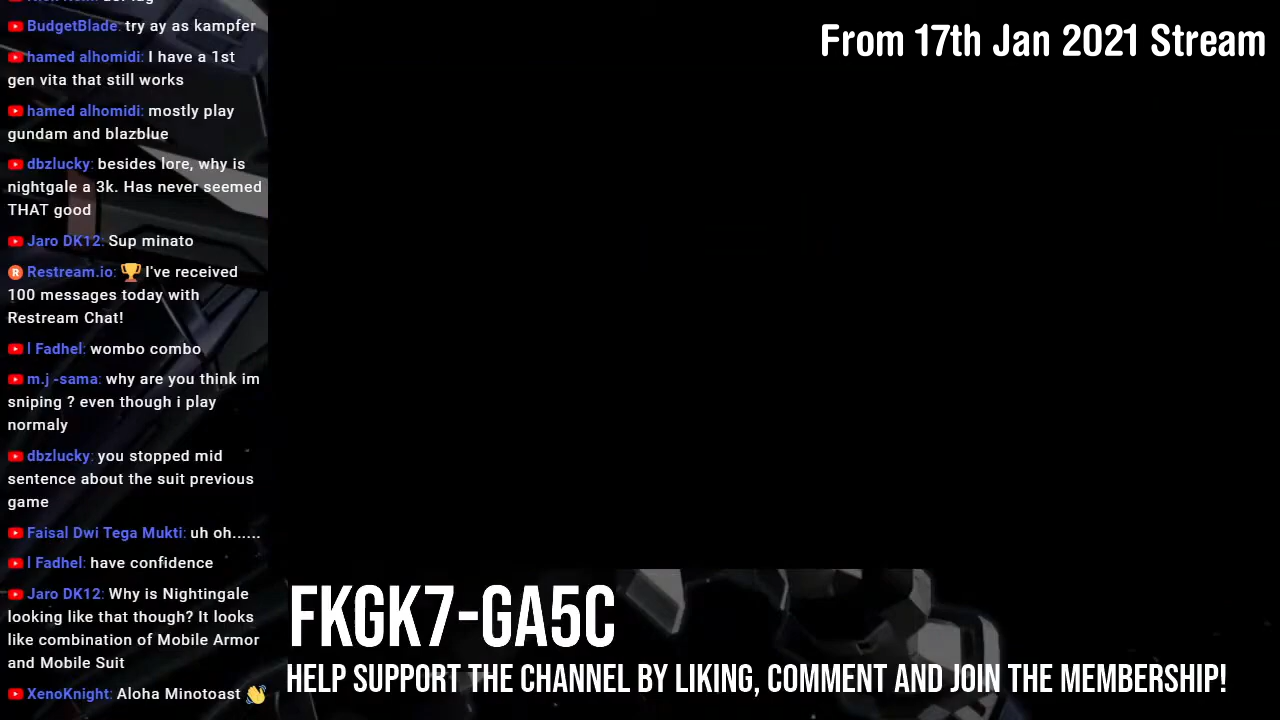 BudgetBlade: try ay as kampfer
hamed alhomidi: I have a 1st
gen vita that still works
hamed alhomidi: mostly play
gundam and blazblue
dbzlucky: besides lore, why is
nightgale a 3k. Has never seemed
THAT good
Jaro DK12: Sup minato
Restream.io: 🏆 I've received
100 messages today with
Restream Chat!
l Fadhel: wombo combo
m.j -sama: why are you think im
sniping ? even though i play
normaly
dbzlucky: you stopped mid
sentence about the suit previous
game
Faisal Dwi Tega Mukti: uh oh......
l Fadhel: have confidence
Jaro DK12: Why is Nightingale
looking like that though? It looks
like combination of Mobile Armor
and Mobile Suit
XenoKnight: Aloha Minotoast 👋
From 17th Jan 2021 Stream
FKGK7-GA5C
HELP SUPPORT THE CHANNEL BY LIKING, COMMENT AND JOIN THE MEMBERSHIP!